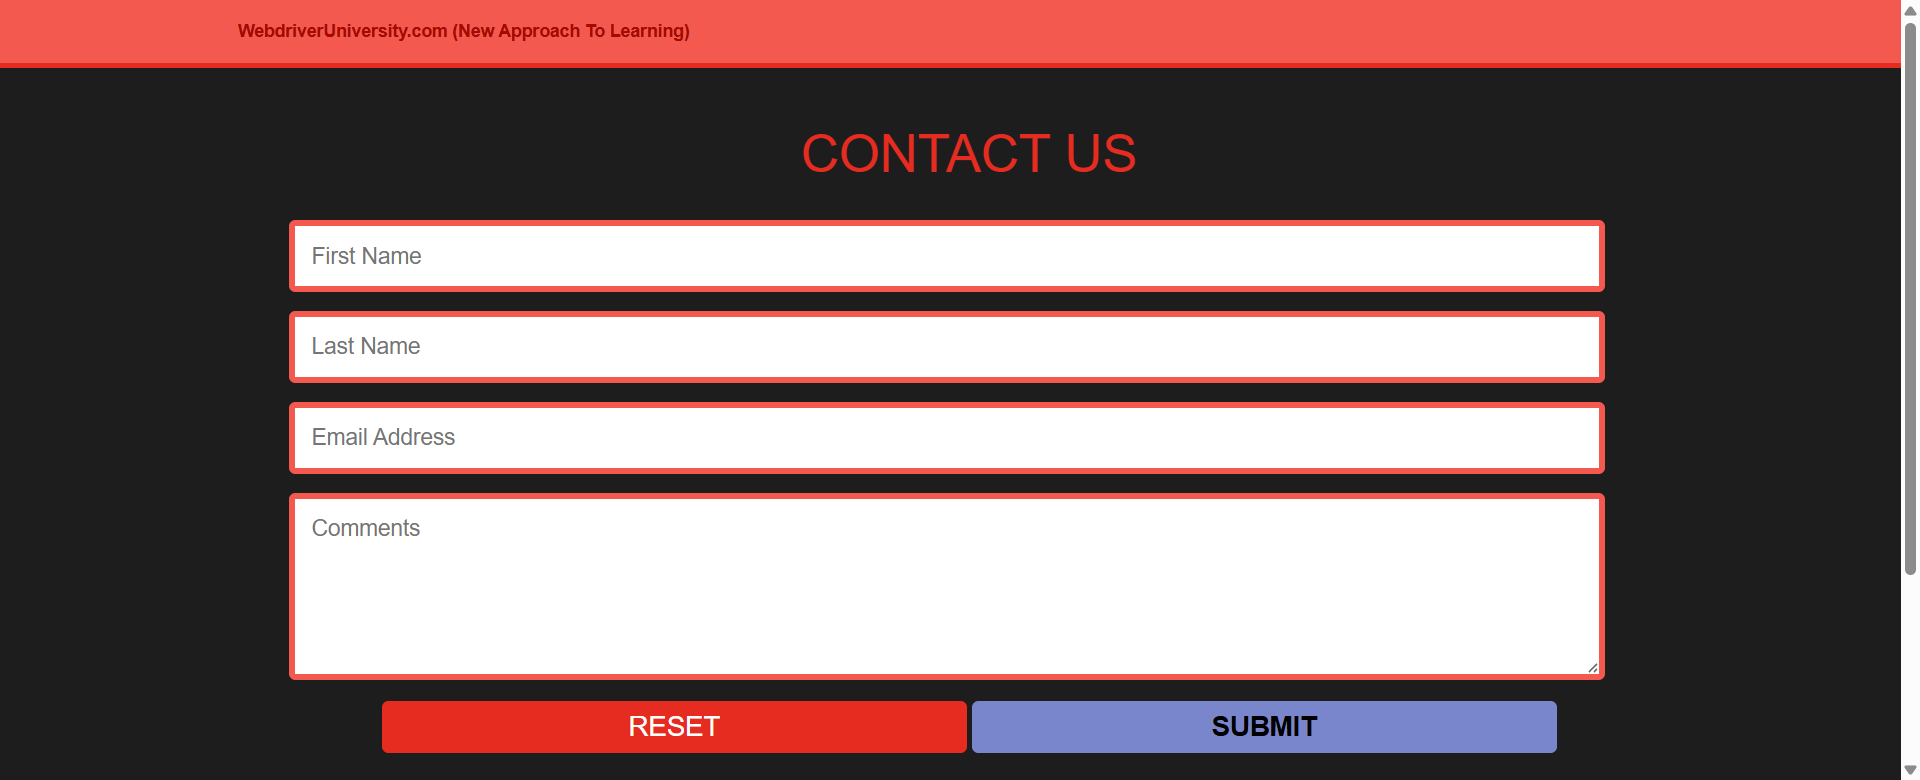 WebdriverUniversity.com (New Approach To Learning)
CONTACT US
First Name
Last Name
Email Address
Comments
RESET
SUBMIT